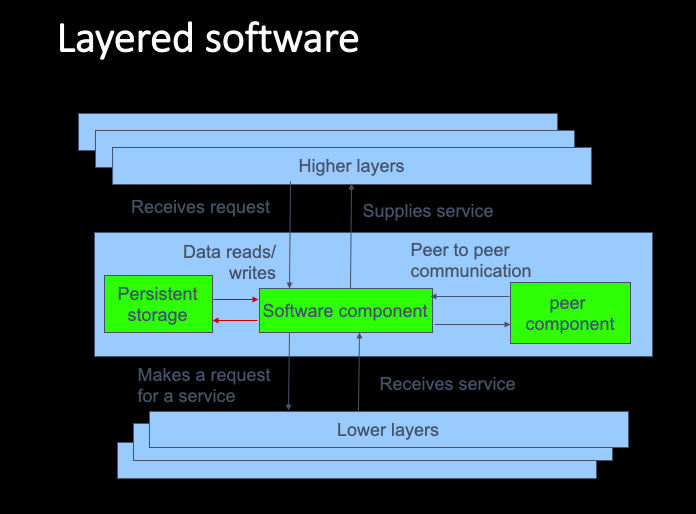 Layered software
Higher layers
Receives request
Supplies service
Data reads/
writes
Peer to peer
communication
Persistent
storage
Software component
peer
component
Makes a request
for a service
Receives service
Lower layers